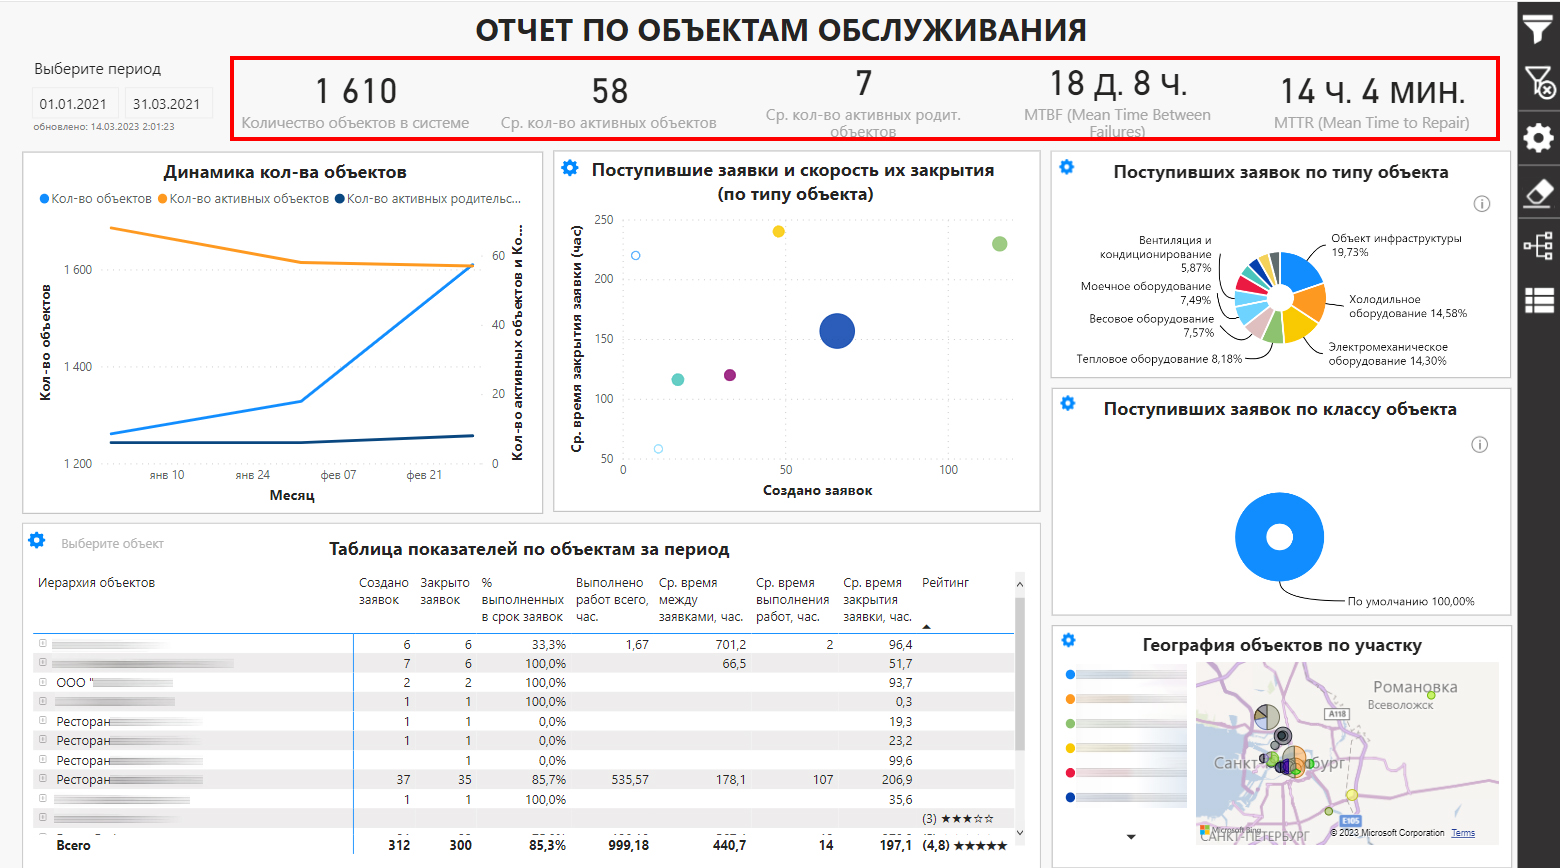 ОТЧЕТ ПО ОБЪЕКТАМ ОБСЛУЖИВАНИЯ
Выберите период
01.01.2021 31.03.2021
обновлено: 14.03.2023 2:01:23
1 610
Количество объектов в системе
58
Ср. кол-во активных объектов
7
Ср. кол-во активных родит.
объектов
18 д. 8 ч.
MTBF (Mean Time Between
Failures)
14 ч. 4 мин.
MTTR (Mean Time to Repair)
Динамика кол-ва объектов
Кол-во объектов Кол-во активных объектов Кол-во активных родительс...
Кол-во объектов
1 600
1 400
1 200
60
40
20
0
Кол-во активных объектов и Ко...
янв 10 янв 24 фев 07 фев 21
Месяц
Поступившие заявки и скорость их закрытия
(по типу объекта)
Ср. время закрытия заявки (час)
250
200
150
100
50
0 50 100
Создано заявок
Поступивших заявок по типу объекта
Объект инфраструктуры
19,73%
Холодильное
оборудование 14,58%
Электромеханическое
оборудование 14,30%
Тепловое оборудование 8,18%
Весовое оборудование
7,57%
Моечное оборудование
7,49%
Вентиляция и
кондиционирование
5,87%
Поступивших заявок по классу объекта
По умолчанию 100,00%
Выберите объект
Таблица показателей по объектам за период
Иерархия объектов
Создано
заявок
Закрыто
заявок
%
выполненных
в срок заявок
Выполнено
работ всего,
час.
Ср. время
между
заявками, час.
Ср. время
выполнения
работ, час.
Ср. время
закрытия
заявки, час.
Рейтинг
6 6 33,3% 1,67 701,2 2 96,4
7 6 100,0% 66,5 51,7
ООО " 2 2 100,0% 93,7
1 1 100,0% 0,3
Ресторан 1 1 0,0% 19,3
Ресторан 1 1 0,0% 23,2
Ресторан 1 0,0% 99,6
Ресторан 37 35 85,7% 535,57 178,1 107 206,9
1 1 100,0% 35,6
(3) ★★★☆☆
Всего 312 300 85,3% 999,18 440,7 14 197,1 (4,8) ★★★★★
География объектов по участку
Романовка
Всеволожск
A118
E105
САНКТ-ПЕТЕРБУРГ
Microsoft Bing
© 2023 Microsoft Corporation Terms